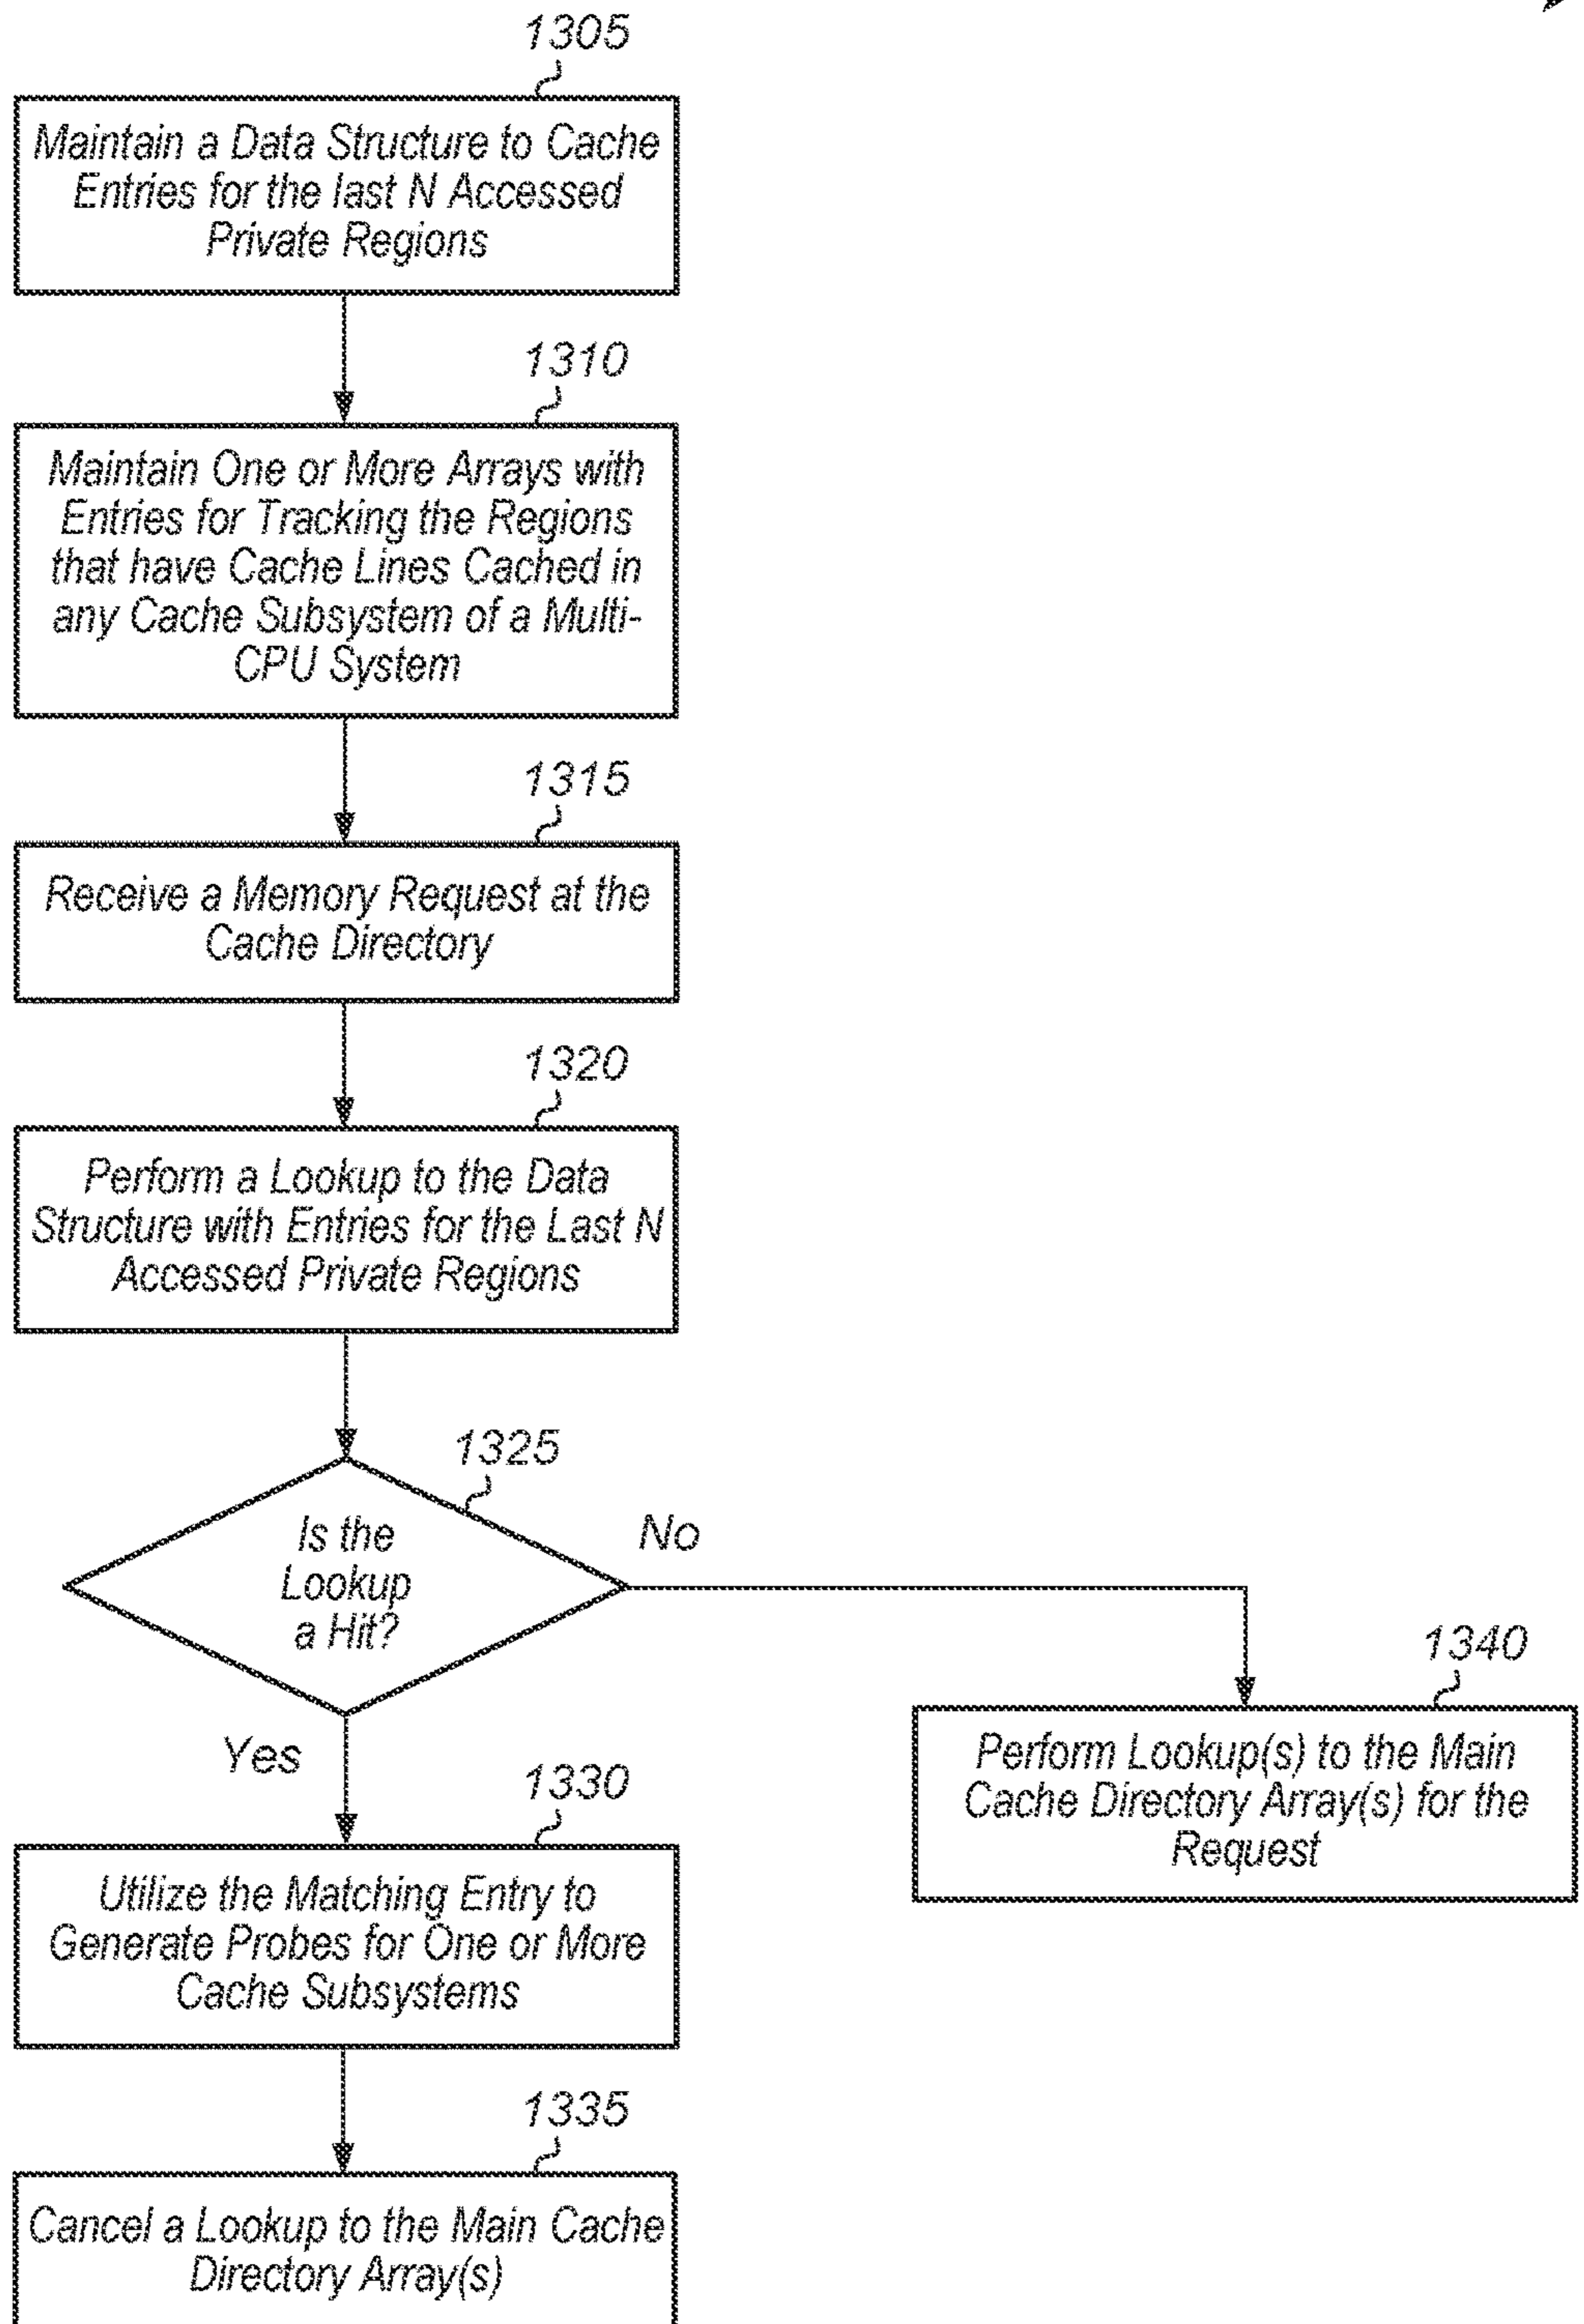 1305
Maintain a Data Structure to Cache
Entries for the last N Accessed
Private Regions
1310
Maintain One or More Arrays with
Entries for Tracking the Regions
that have Cache Lines Cached in
any Cache Subsystem of a Multi-
CPU System
1315
Receive a Memory Request at the
Cache Directory
1320
Perform a Lookup to the Data
Structure with Entries for the Last N
Accessed Private Regions
1325
Is the
Lookup
a Hit?
No
Yes
1340
Perform Lookup(s) to the Main
Cache Directory Array(s) for the
Request
1330
Utilize the Matching Entry to
Generate Probes for One or More
Cache Subsystems
1335
Cancel a Lookup to the Main Cache
Directory Array(s)